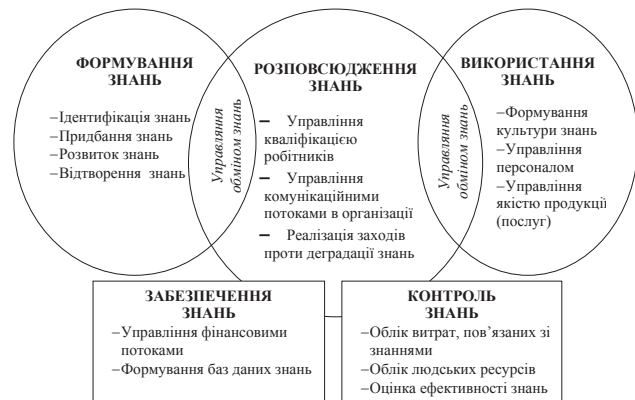 ФОРМУВАННЯ
ЗНАНЬ
–Ідентифікація знань
–Придбання знань
–Розвиток знань
–Відтворення знань
Управляння
обміном знань
РОЗПОВСЮДЖЕННЯ
ЗНАНЬ
– Управління
кваліфікацією
робітників
– Управління
комунікаційними
потоками в організації
– Реалізація заходів
проти деградації знань
Управляння
обміном знань
ВИКОРИСТАННЯ
ЗНАНЬ
–Формування
культури знань
–Управління
персоналом
–Управління
якістю продукції
(послуг)
ЗАБЕЗПЕЧЕННЯ
ЗНАНЬ
–Управління фінансовими
потоками
–Формування баз даних знань
КОНТРОЛЬ
ЗНАНЬ
–Облік витрат, пов’язаних зі
знаннями
–Облік людських ресурсів
–Оцінка ефективності знань